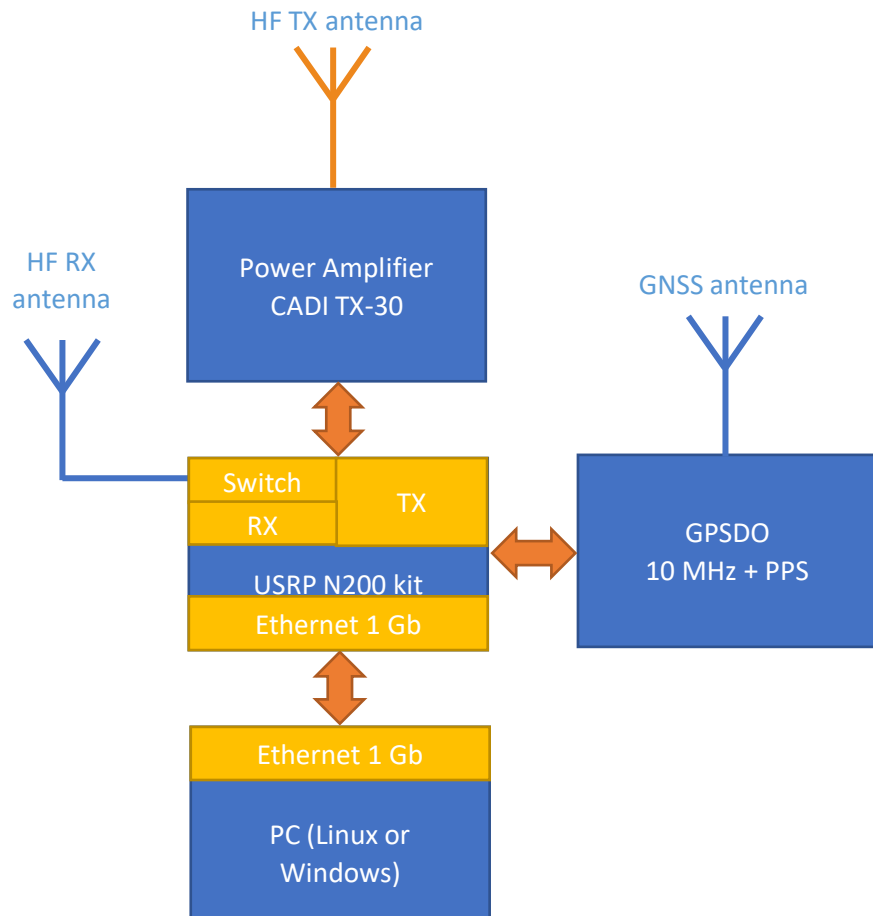 HF TX antenna
Power Amplifier
CADI TX-30
HF RX
antenna
GNSS antenna
Switch
TX
RX
USRP N200 kit
Ethernet 1 Gb
GPSDO
10 MHz + PPS
Ethernet 1 Gb
PC (Linux or
Windows)